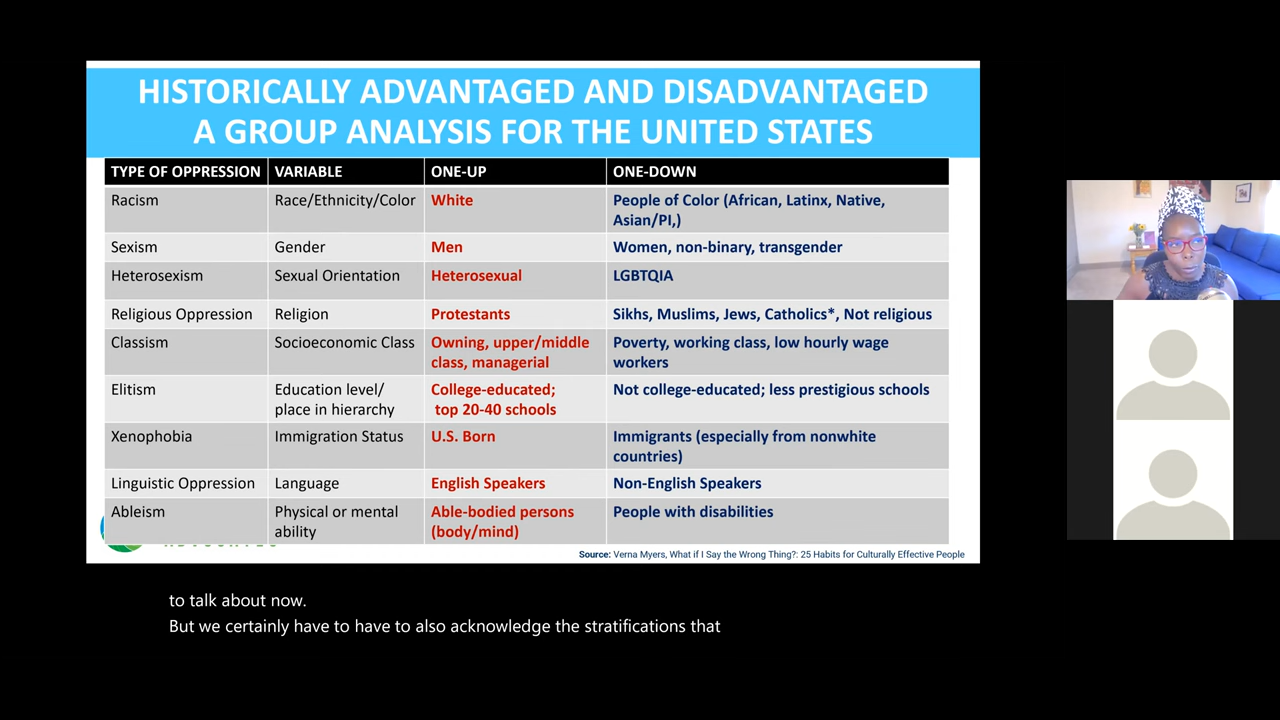 HISTORICALLY ADVANTAGED AND DISADVANTAGED
A GROUP ANALYSIS FOR THE UNITED STATES
TYPE OF OPPRESSION VARIABLE ONE-UP ONE-DOWN
Racism Race/Ethnicity/Color White People of Color (African, Latinx, Native,
Asian/PI,)
Sexism Gender Men Women, non-binary, transgender
Heterosexism Sexual Orientation Heterosexual LGBTQIA
Religious Oppression Religion Protestants Sikhs, Muslims, Jews, Catholics*, Not religious
Classism Socioeconomic Class Owning, upper/middle Poverty, working class, low hourly wage
class, managerial workers
Elitism Education level/ College-educated; Not college-educated; less prestigious schools
place in hierarchy top 20-40 schools
Xenophobia Immigration Status U.S. Born Immigrants (especially from nonwhite
countries)
Linguistic Oppression Language English Speakers Non-English Speakers
Ableism Physical or mental Able-bodied persons People with disabilities
ability (body/mind)
Source: Verna Myers, What if I Say the Wrong Thing?: 25 Habits for Culturally Effective People
to talk about now.
But we certainly have to have to also acknowledge the stratifications that